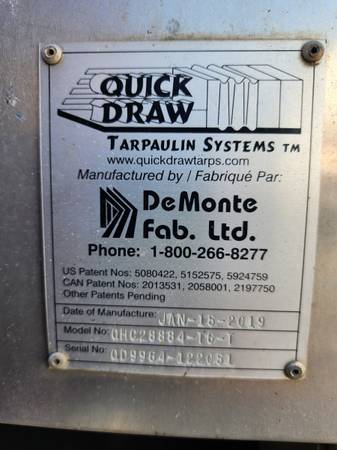 QUICK
DRAW
TARPAULIN SYSTEMS TM
www.quickdrawtarps.com
Manufactured by / Fabriqué Par:
DeMonte
Fab. Ltd.
Phone: 1-800-266-8277
US Patent Nos: 5080422, 5152575, 5924759
CAN Patent Nos: 2013531, 2058001, 2197750
Other Patents Pending
Date of Manufacture: JAN-15-2019
Model No:
Serial No: QD9964-122051